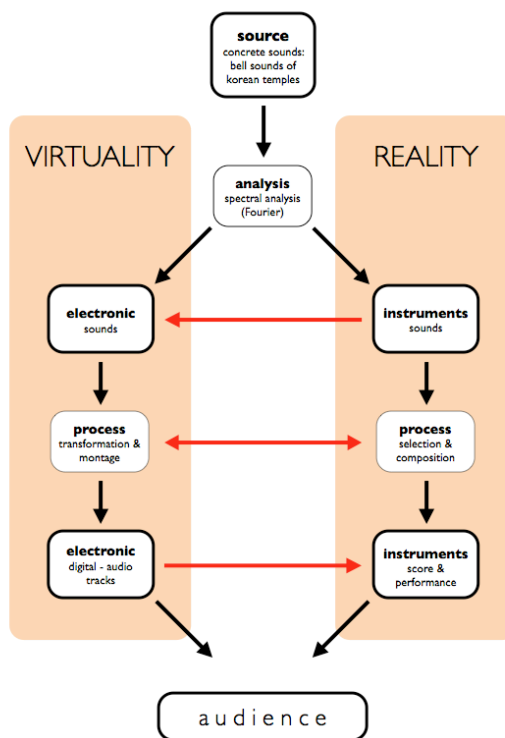 source
concrete sounds:
bell sounds of
korean temples
VIRTUALITY
REALITY
analysis
spectral analysis
(Fourier)
electronic
sounds
instruments
sounds
process
transformation &
montage
process
selection &
composition
electronic
digital - audio
tracks
instruments
score &
performance
audience